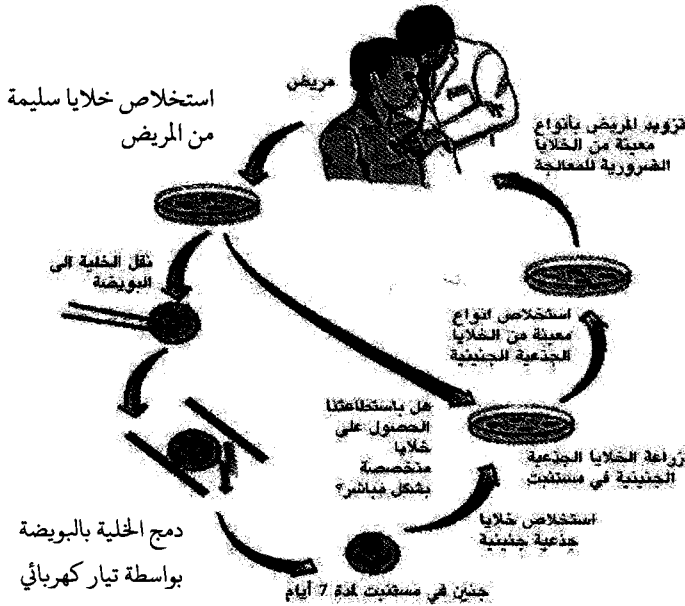 مريض
استخلاص خلايا سليمة
من المريض
تزويد المريض بأنواع
معينة من الخلايا
الضرورية للمعالجة
نقل الخلية الى
البويضة
استخلاص انواع
معينة من الخلايا
الجذعية الجنينية
هل باستطاعتنا
الحصول على
خلايا
متخصصة
بشكل مباشر؟
زراعة الخلايا الجذعية
الجنينية في مستنبت
استخلاص خلايا
جذعية جنينية
دمج الخلية بالبويضة
بواسطة تيار كهربائي
جنين في مستنبت لمدة 7 أيام